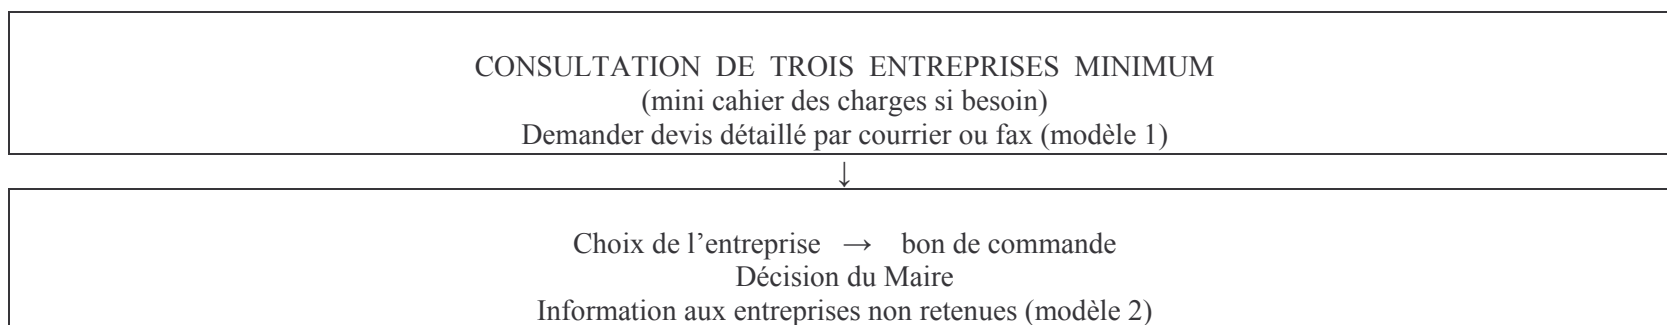 CONSULTATION DE TROIS ENTREPRISES MINIMUM
(mini cahier des charges si besoin)
Demander devis détaillé par courrier ou fax (modèle 1)
↓
Choix de l’entreprise → bon de commande
Décision du Maire
Information aux entreprises non retenues (modèle 2)